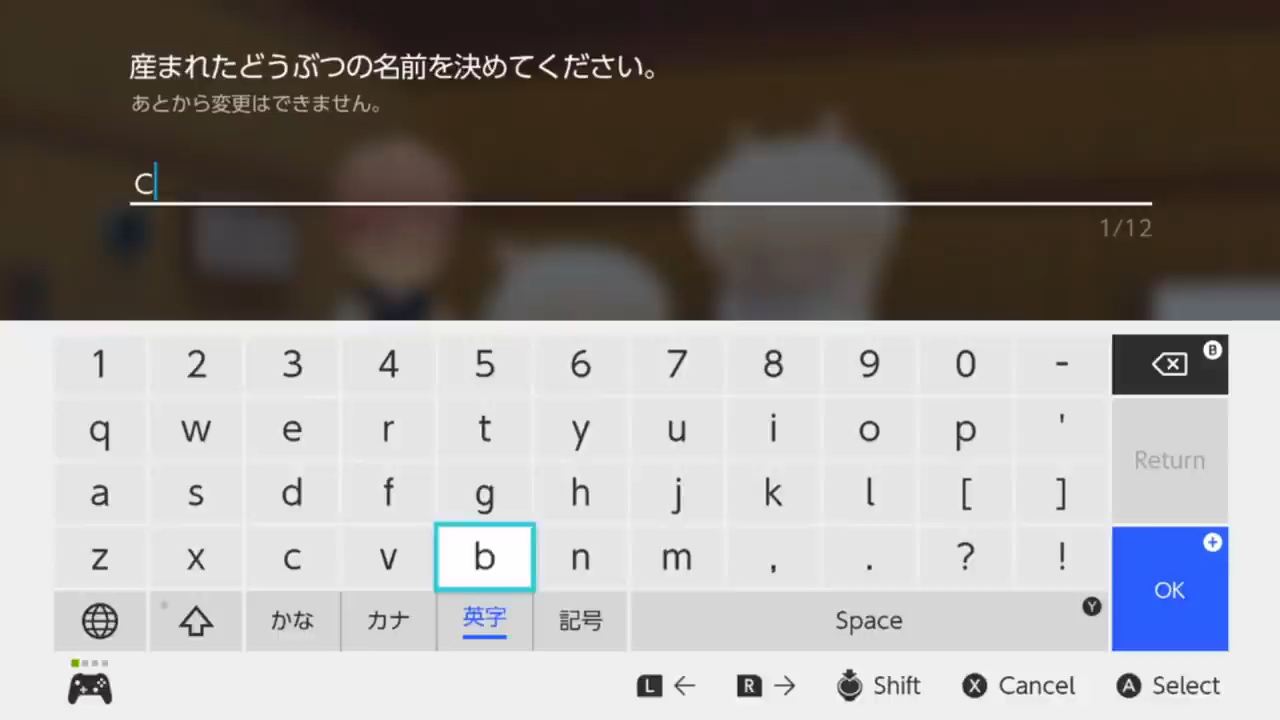 産まれたどうぶつの名前を決めてください。
あとから変更はできません。
C
1/12
1 2 3 4 5 6 7 8 9 0 - B
q w e r t y u i o p ' Return
a s d f g h j k l [ ]
z x c v b n m , . ? ! OK
かな カナ 英字 記号 Space Y
L ← R → Shift X Cancel A Select